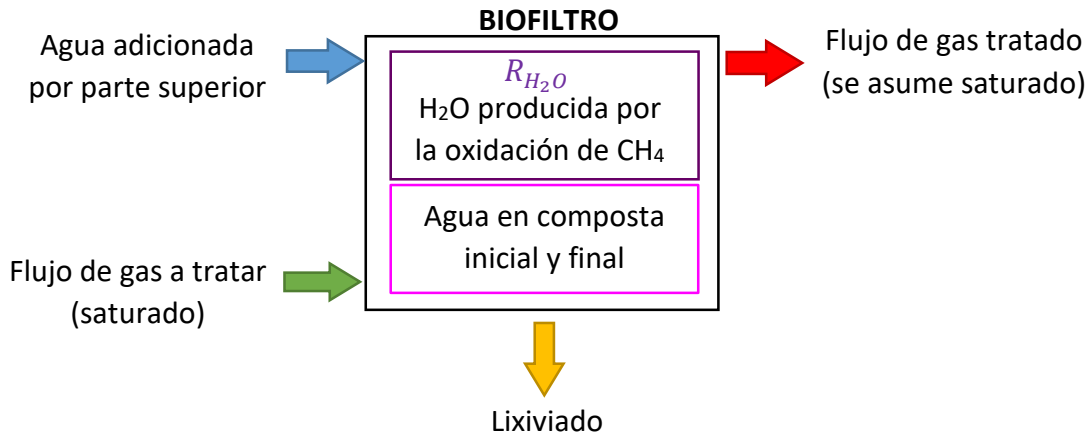 BIOFILTRO
Agua adicionada
por parte superior
R_{H_2O}
H₂O producida por
la oxidación de CH₄
Flujo de gas tratado
(se asume saturado)
Agua en composta
inicial y final
Flujo de gas a tratar
(saturado)
Lixiviado